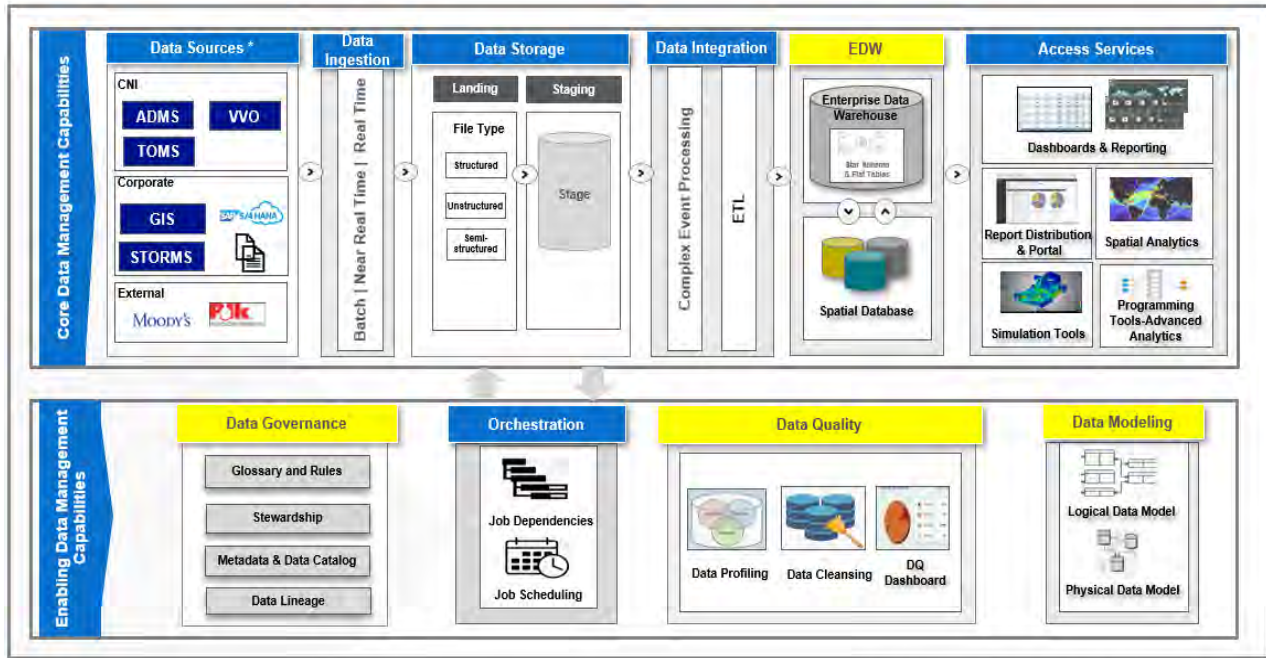 Core Data Management Capabilities
Data Sources *
CNI
ADMS
VVO
TOMS
Corporate
GIS
SAP S/4 HANA
STORMS
External
MOODY'S
Polk
Data
Ingestion
Batch | Near Real Time | Real Time
Data Storage
Landing
Staging
File Type
Structured
Unstructured
Semi-
structured
Stage
Data Integration
Complex Event Processing
ETL
EDW
Enterprise Data
Warehouse
Star Schema
& Flat Tables
Spatial Database
Access Services
Dashboards & Reporting
Report Distribution
& Portal
Spatial Analytics
Simulation Tools
Programming
Tools-Advanced
Analytics
Enabling Data Management
Capabilities
Data Governance
Glossary and Rules
Stewardship
Metadata & Data Catalog
Data Lineage
Orchestration
Job Dependencies
Job Scheduling
Data Quality
Data Profiling
Data Cleansing
DQ
Dashboard
Data Modeling
Logical Data Model
Physical Data Model